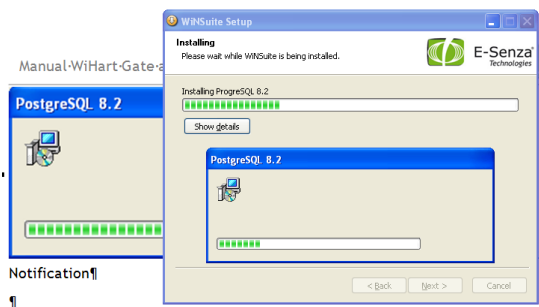 Manual·WiHart·Gate·a
PostgreSQL 8.2
Notification¶
¶
WiNSuite Setup
Installing
Please wait while WiNSuite is being installed.
E-Senza
Technologies
Installing ProgreSQL 8.2
Show details
PostgreSQL 8.2
< Back
Next >
Cancel